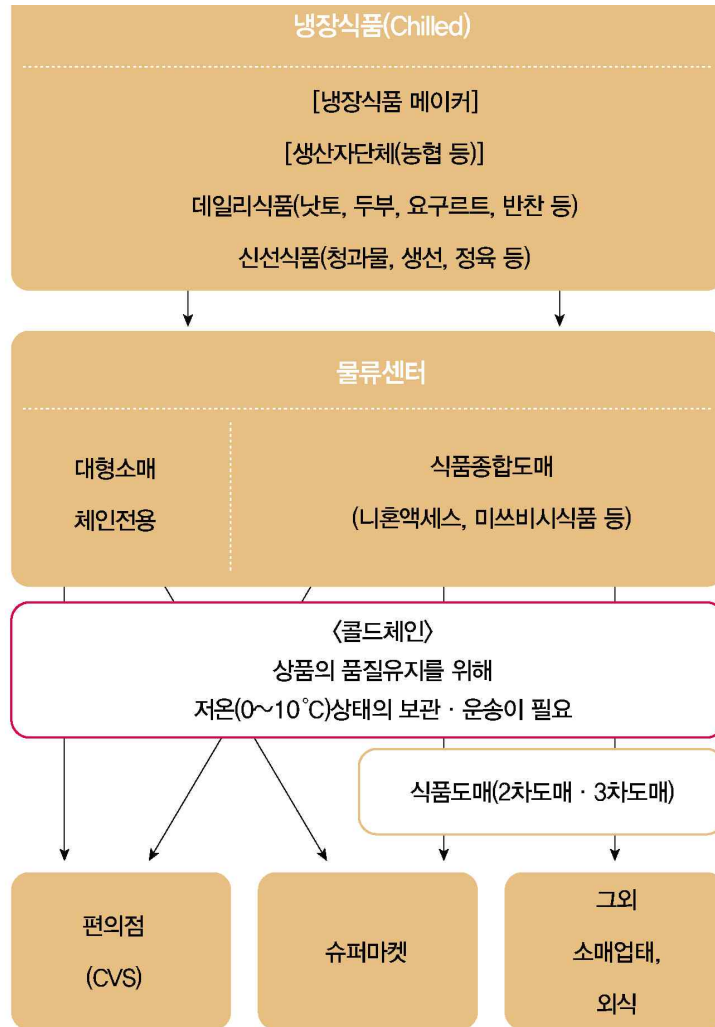 냉장식품(Chilled)
[냉장식품 메이커]
[생산자단체(농협 등)]
데일리식품(낫토, 두부, 요구르트, 반찬 등)
신선식품(청과물, 생선, 정육 등)
물류센터
대형소매
체인전용
식품종합도매
(니혼액세스, 미쓰비시식품 등)
〈콜드체인〉
상품의 품질유지를 위해
저온(0~10℃)상태의 보관 · 운송이 필요
식품도매(2차도매 · 3차도매)
편의점
(CVS)
슈퍼마켓
그외
소매업태,
외식